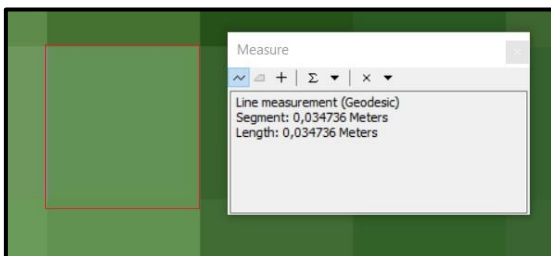 Measure
Σ
Line measurement (Geodesic)
Segment: 0,034736 Meters
Length: 0,034736 Meters